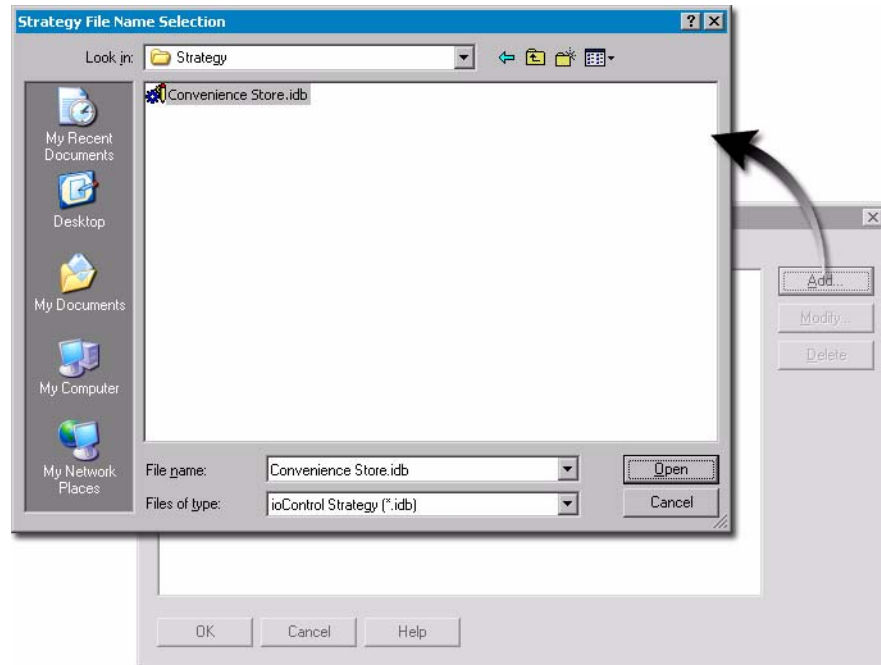 Strategy File Name Selection
Look in:
Strategy
Convenience Store.idb
My Recent
Documents
Desktop
My Documents
My Computer
My Network
Places
File name:
Convenience Store.idb
Open
Files of type:
ioControl Strategy (*.idb)
Cancel
Add...
Modify...
Delete
OK
Cancel
Help